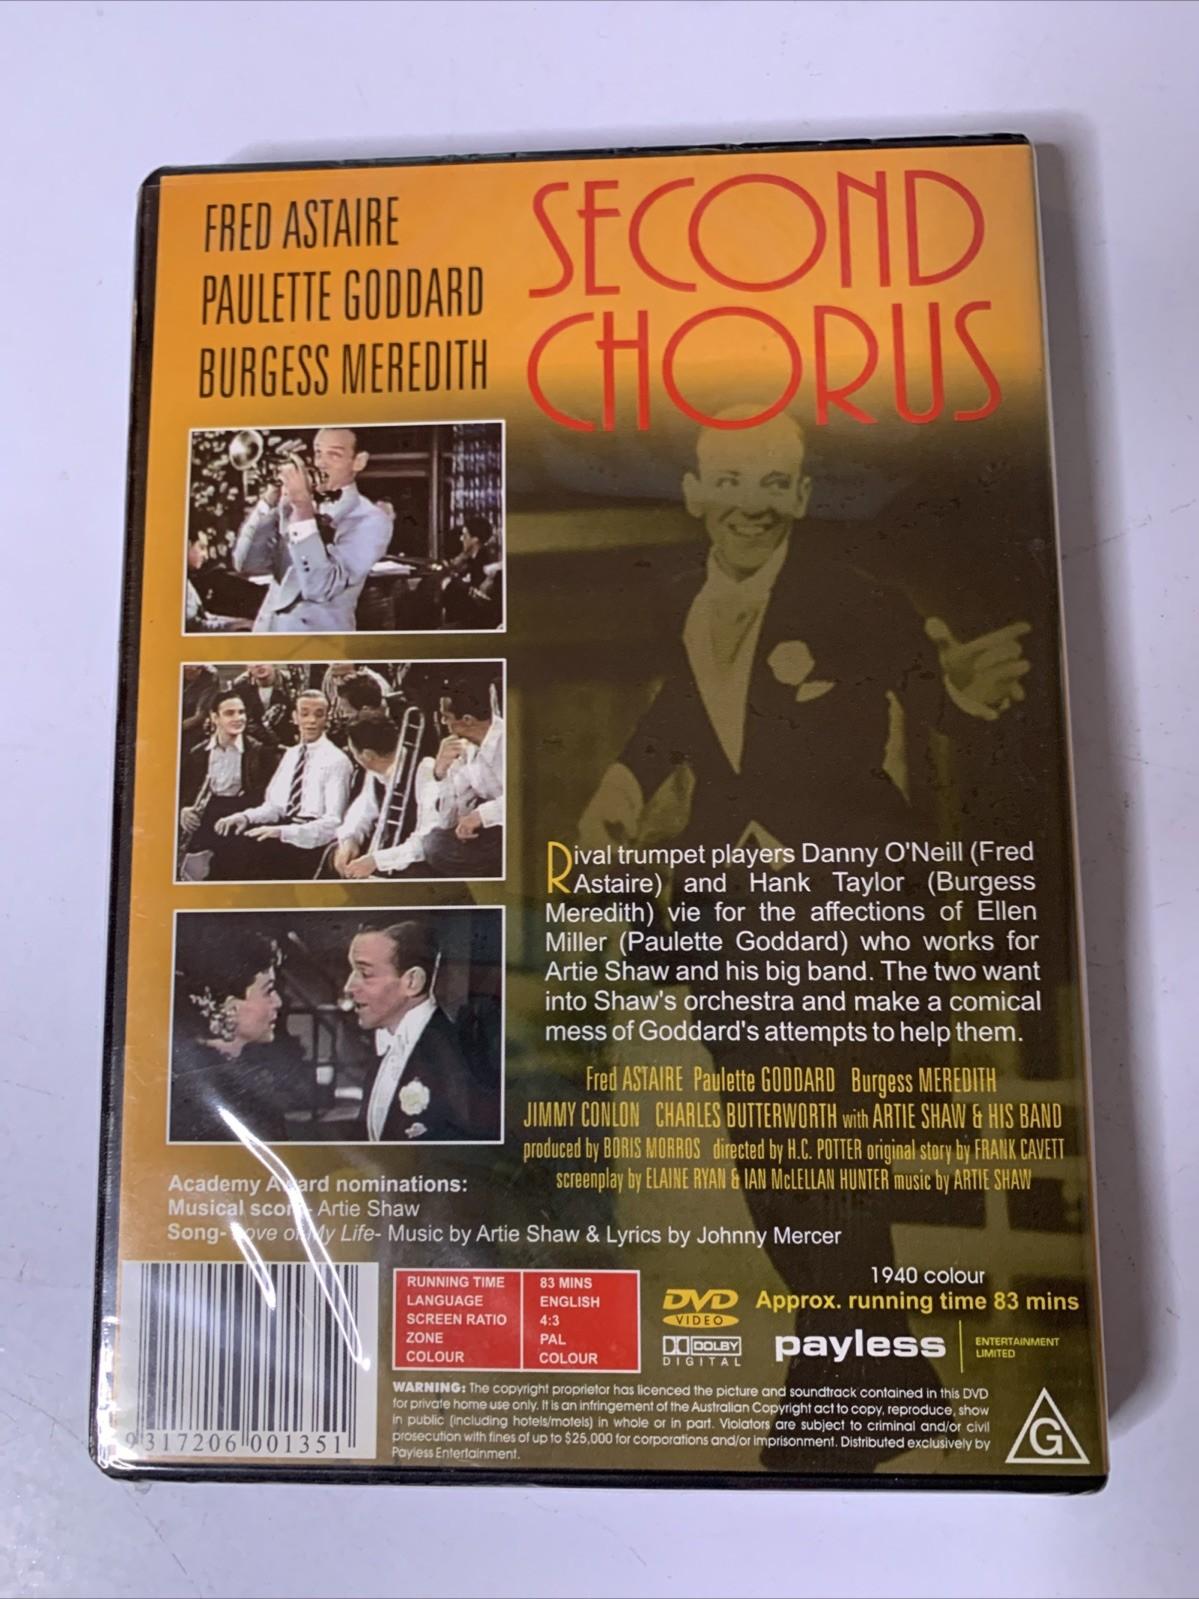 FRED ASTAIRE
PAULETTE GODDARD
BURGESS MEREDITH
SECOND
CHORUS
Rival trumpet players Danny O'Neill (Fred
Astaire) and Hank Taylor (Burgess
Meredith) vie for the affections of Ellen
Miller (Paulette Goddard) who works for
Artie Shaw and his big band. The two want
into Shaw's orchestra and make a comical
mess of Goddard's attempts to help them.
Fred ASTAIRE Paulette GODDARD Burgess MEREDITH
JIMMY CONLON CHARLES BUTTERWORTH with ARTIE SHAW & HIS BAND
produced by BORIS MORROS directed by H.C. POTTER original story by FRANK CAVETT
screenplay by ELAINE RYAN & IAN McLELLAN HUNTER music by ARTIE SHAW
Academy Award nominations:
Musical score- Artie Shaw
Song- Love of My Life- Music by Artie Shaw & Lyrics by Johnny Mercer
9 317206 001351
RUNNING TIME 83 MINS
LANGUAGE ENGLISH
SCREEN RATIO 4:3
ZONE PAL
COLOUR COLOUR
DVD
VIDEO
DOLBY
DIGITAL
1940 colour
Approx. running time 83 mins
payless
ENTERTAINMENT
LIMITED
WARNING: The copyright proprietor has licenced the picture and soundtrack contained in this DVD
for private home use only. It is an infringement of the Australian Copyright act to copy, reproduce, show
in public (including hotels/motels) in whole or in part. Violators are subject to criminal and/or civil
prosecution with fines of up to $25,000 for corporations and/or imprisonment. Distributed exclusively by
Payless Entertainment.
G